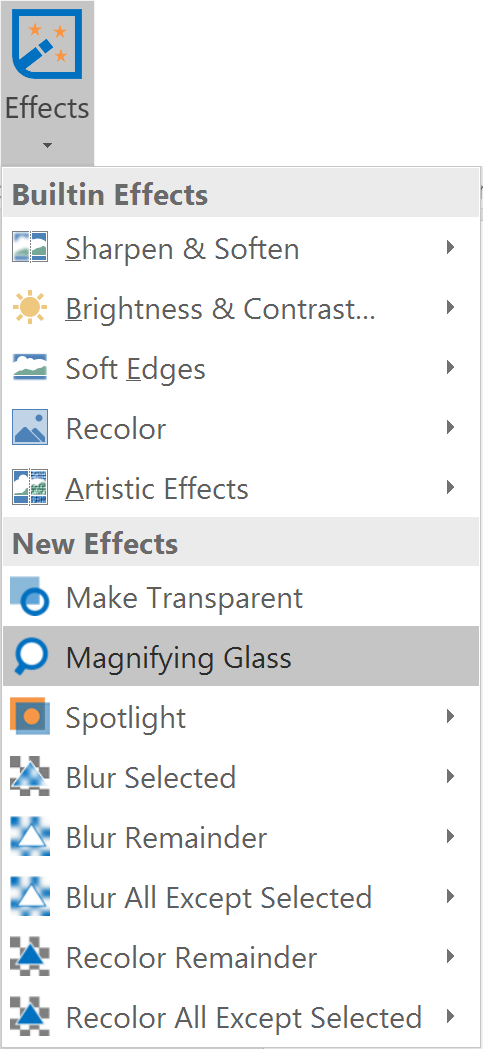 Effects
Builtin Effects
Sharpen & Soften
Brightness & Contrast...
Soft Edges
Recolor
Artistic Effects
New Effects
Make Transparent
Magnifying Glass
Spotlight
Blur Selected
Blur Remainder
Blur All Except Selected
Recolor Remainder
Recolor All Except Selected